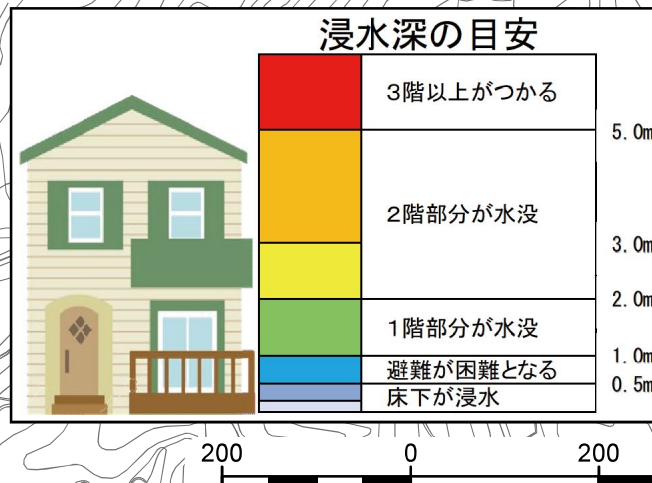 浸水深の目安
3階以上がつかる
5.0m
2階部分が水没
3.0m
2.0m
1階部分が水没
1.0m
避難が困難となる
0.5m
床下が浸水
200 0 200